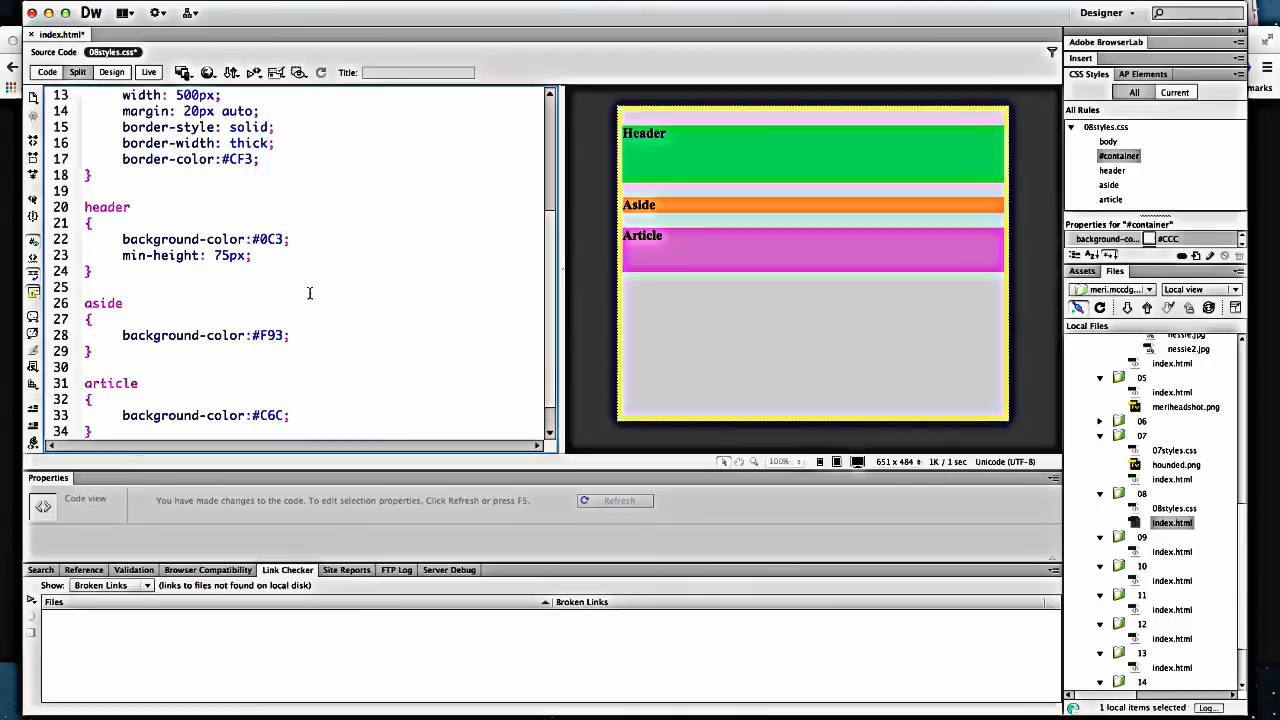 Dw
Designer
index.html*
Source Code
08styles.css*
Code
Split
Design
Live
Title:
13 width: 500px;
14 margin: 20px auto;
15 border-style: solid;
16 border-width: thick;
17 border-color:#CF3;
18 }
19
20 header
21 {
22 background-color:#0C3;
23 min-height: 75px;
24 }
25
26 aside
27 {
28 background-color:#F93;
29 }
30
31 article
32 {
33 background-color:#C6C;
34 }
Header
Aside
Article
100%
651 x 484
1K / 1 sec
Unicode (UTF-8)
Properties
Code view
You have made changes to the code. To edit selection properties, Click Refresh or press F5.
Refresh
Search
Reference
Validation
Browser Compatibility
Link Checker
Site Reports
FTP Log
Server Debug
Show:
Broken Links
(links to files not found on local disk)
Files
Broken Links
Adobe BrowserLab
Insert
CSS Styles
AP Elements
All
Current
All Rules
08styles.css
body
#container
header
aside
article
Properties for "#container"
background-co...
#CCC
Assets
Files
meri.mccdg...
Local view
Local Files
nessie.jpg
nessie2.jpg
index.html
05
index.html
meriheadshot.png
06
07
07styles.css
hounded.png
index.html
08
08styles.css
index.html
09
index.html
10
index.html
11
index.html
12
index.html
13
index.html
14
1 local items selected
Log...
marks